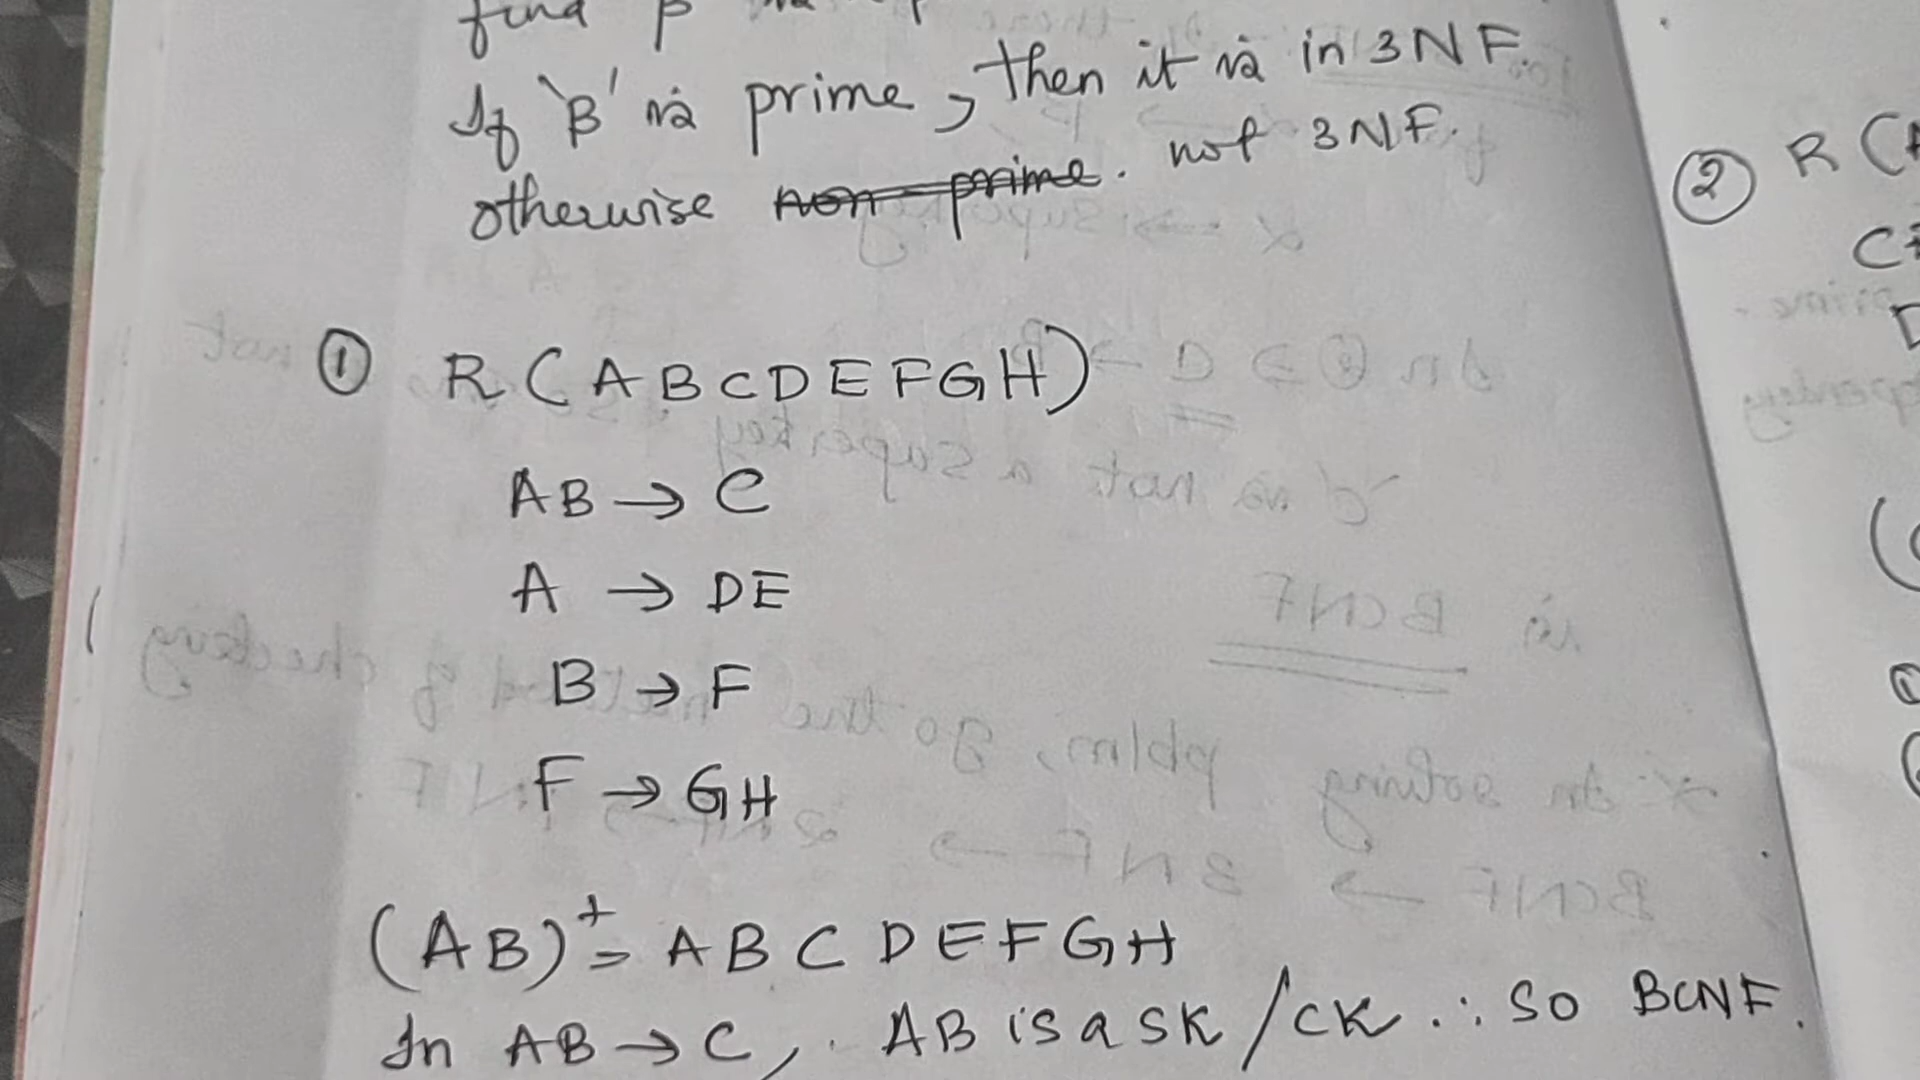 find
If 'B' is prime, then it is in 3NF.
otherwise non-prime. not 3NF.
① R (ABCDEFGH)
AB → C
A → DE
B → F
F → GH
(AB)⁺ = ABCDEFGH
In AB → C, AB is a SK/CK ∴ so BCNF.
② R (A
C
D